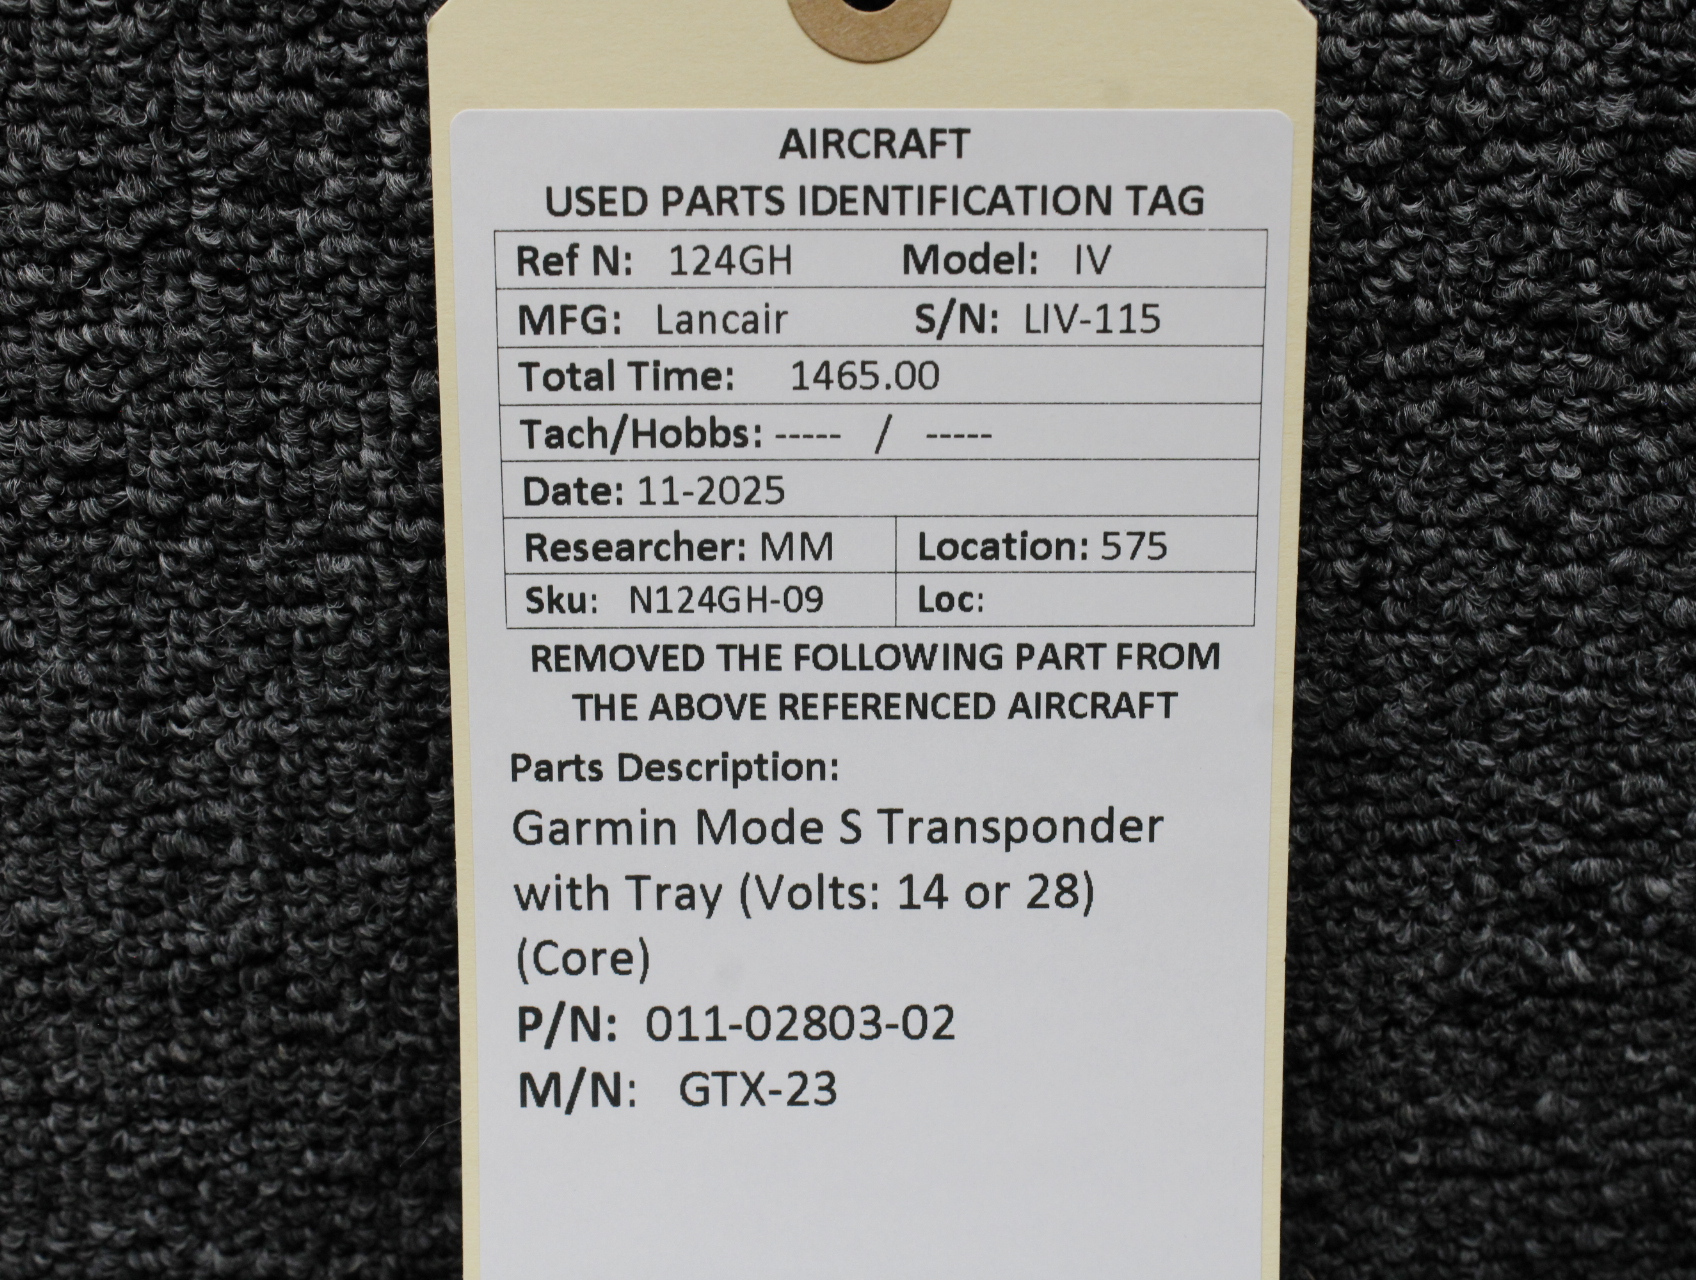 AIRCRAFT
USED PARTS IDENTIFICATION TAG
Ref N: 124GH Model: IV
MFG: Lancair S/N: LIV-115
Total Time: 1465.00
Tach/Hobbs: ----- / -----
Date: 11-2025
Researcher: MM Location: 575
Sku: N124GH-09 Loc:
REMOVED THE FOLLOWING PART FROM
THE ABOVE REFERENCED AIRCRAFT
Parts Description:
Garmin Mode S Transponder
with Tray (Volts: 14 or 28)
(Core)
P/N: 011-02803-02
M/N: GTX-23